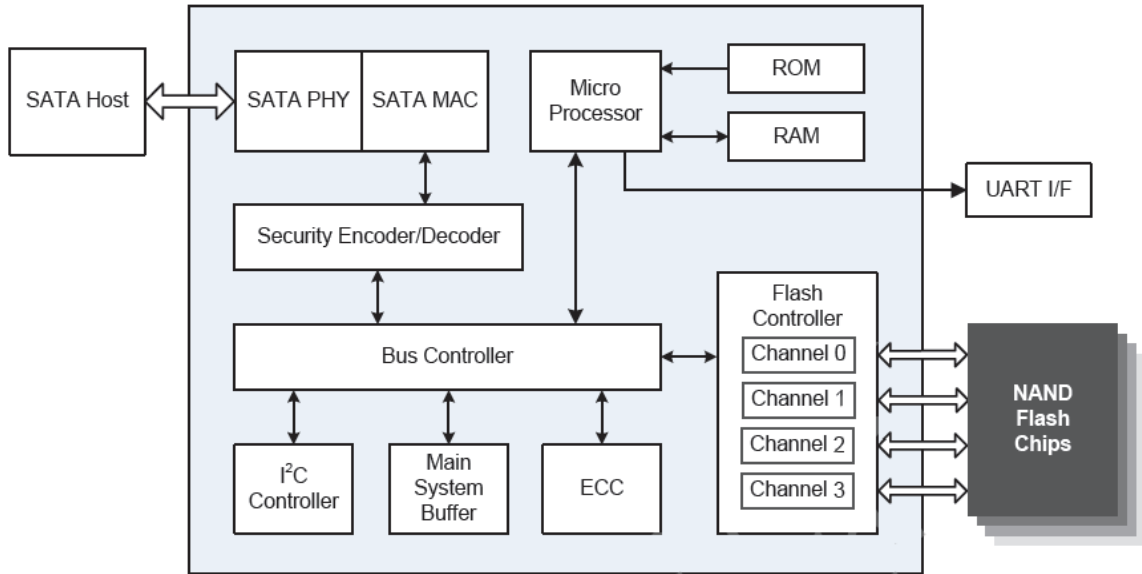 SATA Host
SATA PHY
SATA MAC
Micro
Processor
ROM
RAM
UART I/F
Security Encoder/Decoder
Bus Controller
I²C
Controller
Main
System
Buffer
ECC
Flash
Controller
Channel 0
Channel 1
Channel 2
Channel 3
NAND
Flash
Chips